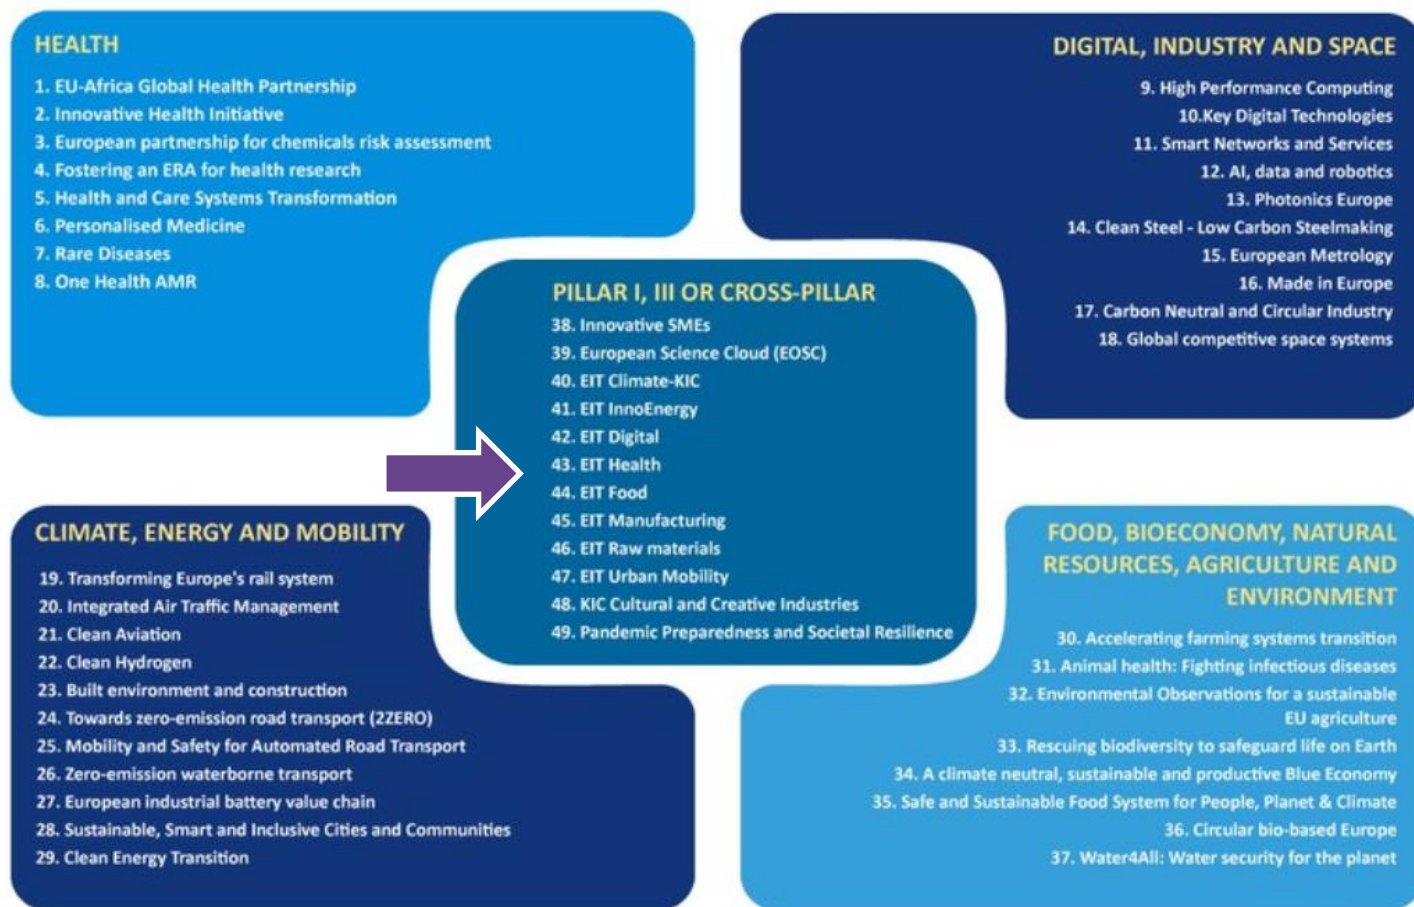 HEALTH
1. EU-Africa Global Health Partnership
2. Innovative Health Initiative
3. European partnership for chemicals risk assessment
4. Fostering an ERA for health research
5. Health and Care Systems Transformation
6. Personalised Medicine
7. Rare Diseases
8. One Health AMR
DIGITAL, INDUSTRY AND SPACE
9. High Performance Computing
10.Key Digital Technologies
11. Smart Networks and Services
12. AI, data and robotics
13. Photonics Europe
14. Clean Steel - Low Carbon Steelmaking
15. European Metrology
16. Made in Europe
17. Carbon Neutral and Circular Industry
18. Global competitive space systems
PILLAR I, III OR CROSS-PILLAR
38. Innovative SMEs
39. European Science Cloud (EOSC)
40. EIT Climate-KIC
41. EIT InnoEnergy
42. EIT Digital
43. EIT Health
44. EIT Food
45. EIT Manufacturing
46. EIT Raw materials
47. EIT Urban Mobility
48. KIC Cultural and Creative Industries
49. Pandemic Preparedness and Societal Resilience
CLIMATE, ENERGY AND MOBILITY
19. Transforming Europe's rail system
20. Integrated Air Traffic Management
21. Clean Aviation
22. Clean Hydrogen
23. Built environment and construction
24. Towards zero-emission road transport (2ZERO)
25. Mobility and Safety for Automated Road Transport
26. Zero-emission waterborne transport
27. European industrial battery value chain
28. Sustainable, Smart and Inclusive Cities and Communities
29. Clean Energy Transition
FOOD, BIOECONOMY, NATURAL
RESOURCES, AGRICULTURE AND
ENVIRONMENT
30. Accelerating farming systems transition
31. Animal health: Fighting infectious diseases
32. Environmental Observations for a sustainable
EU agriculture
33. Rescuing biodiversity to safeguard life on Earth
34. A climate neutral, sustainable and productive Blue Economy
35. Safe and Sustainable Food System for People, Planet & Climate
36. Circular bio-based Europe
37. Water4All: Water security for the planet